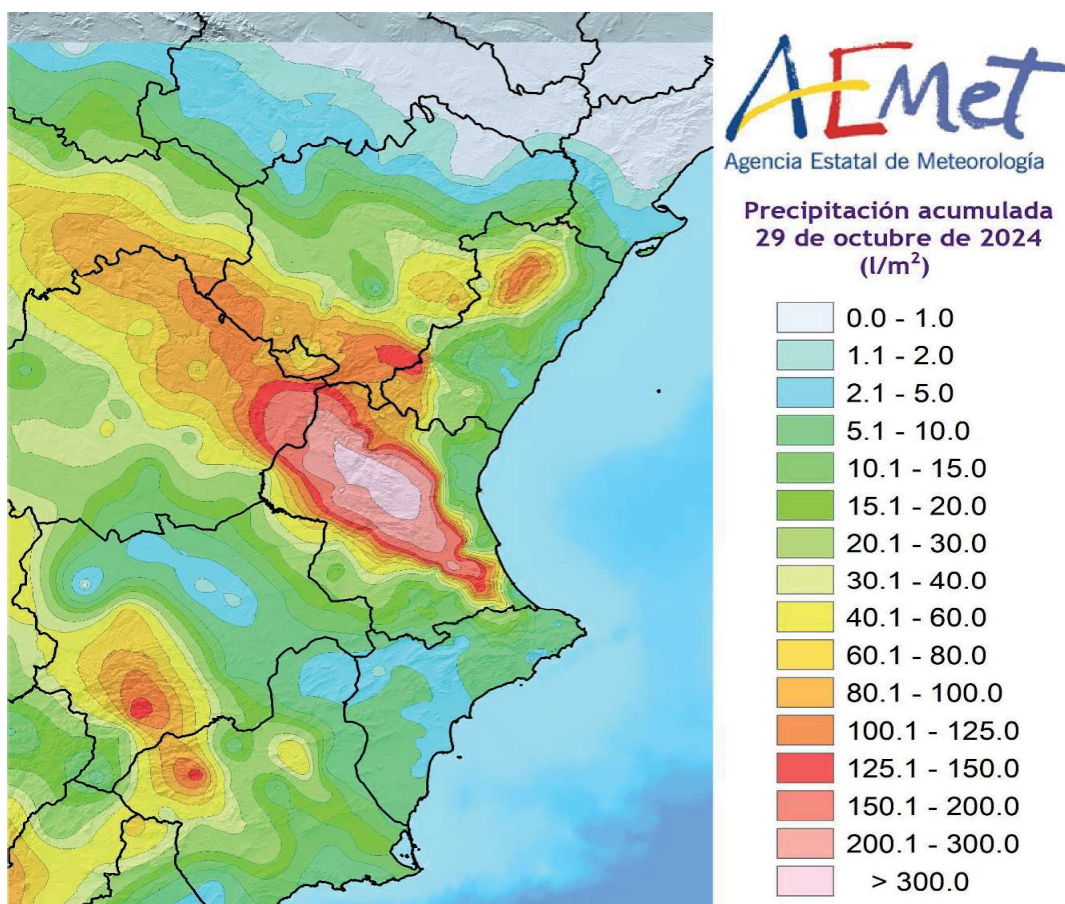 AEMet
Agencia Estatal de Meteorología
Precipitación acumulada
29 de octubre de 2024
(l/m²)
0.0 - 1.0
1.1 - 2.0
2.1 - 5.0
5.1 - 10.0
10.1 - 15.0
15.1 - 20.0
20.1 - 30.0
30.1 - 40.0
40.1 - 60.0
60.1 - 80.0
80.1 - 100.0
100.1 - 125.0
125.1 - 150.0
150.1 - 200.0
200.1 - 300.0
> 300.0